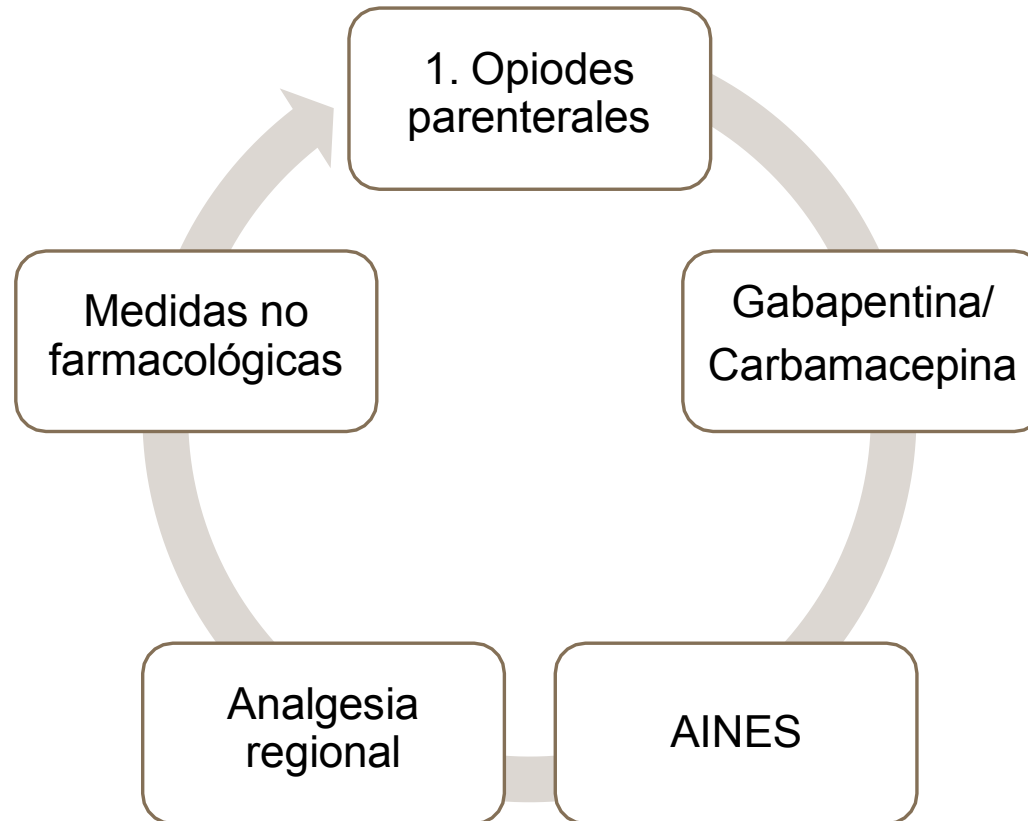 1. Opiodes
parenterales
Gabapentina/
Carbamacepina
AINES
Analgesia
regional
Medidas no
farmacológicas